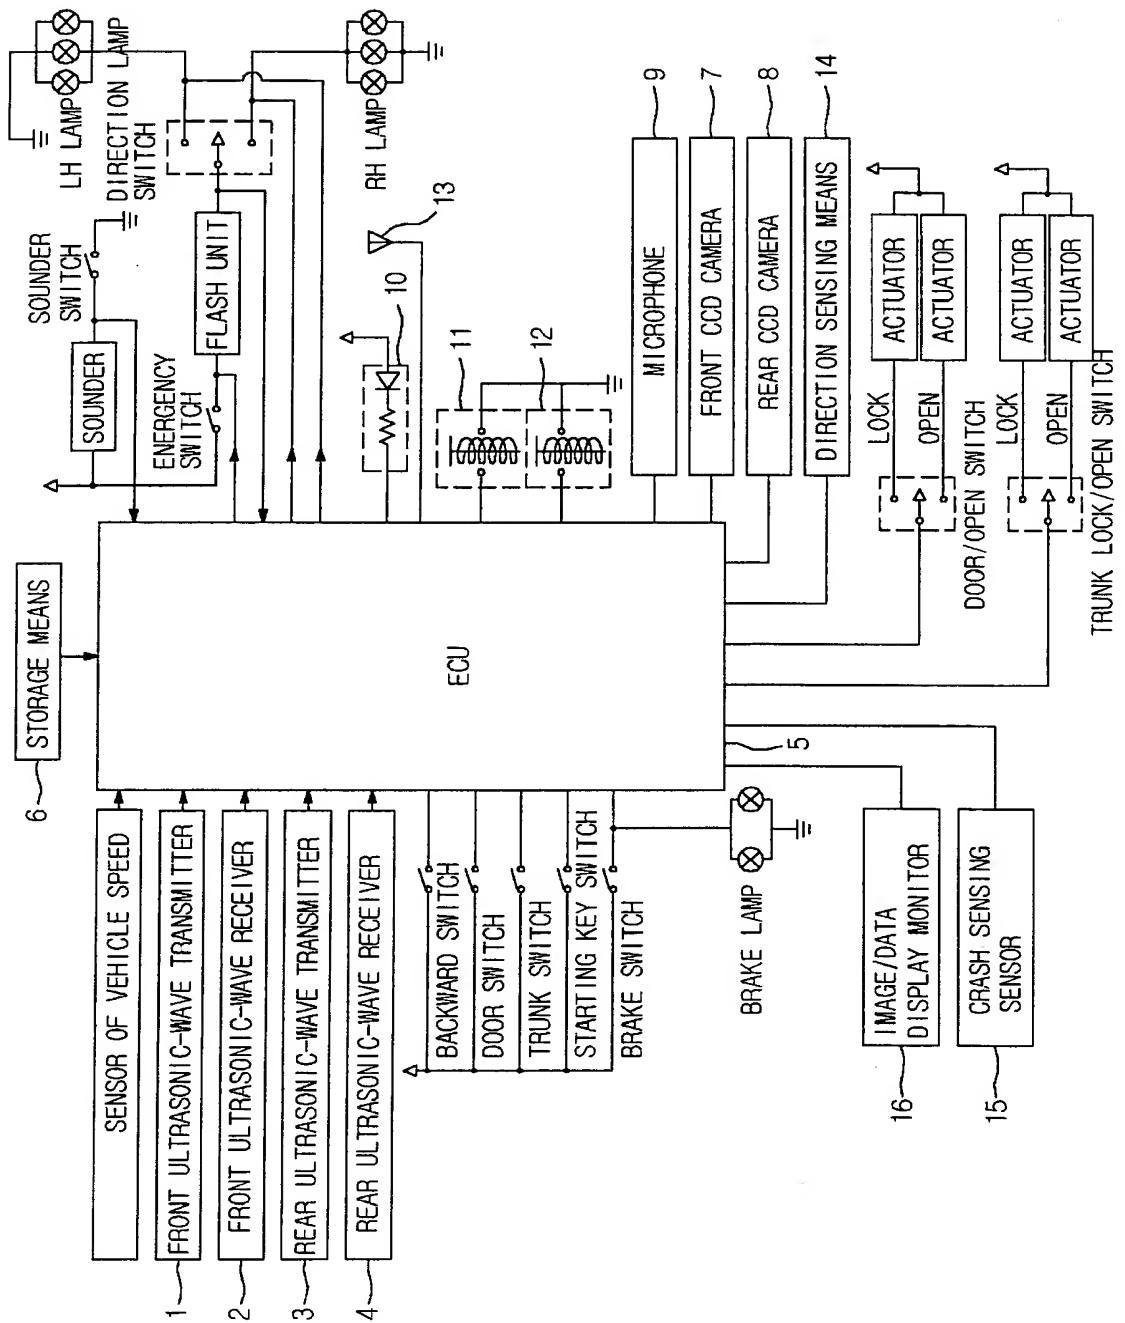 SENSOR OF VEHICLE SPEED
FRONT ULTRASONIC-WAVE TRANSMITTER
1
FRONT ULTRASONIC-WAVE RECEIVER
2
REAR ULTRASONIC-WAVE TRANSMITTER
3
REAR ULTRASONIC-WAVE RECEIVER
4
BACKWARD SWITCH
DOOR SWITCH
TRUNK SWITCH
STARTING KEY SWITCH
BRAKE SWITCH
BRAKE LAMP
IMAGE/DATA
DISPLAY MONITOR
16
CRASH SENSING
SENSOR
15
STORAGE MEANS
6
ECU
5
SOUNDER
SOUNDER
SWITCH
EMERGENCY
SWITCH
FLASH UNIT
LH LAMP
DIRECTION LAMP
SWITCH
RH LAMP
10
13
11
12
MICROPHONE
9
FRONT CCD CAMERA
7
REAR CCD CAMERA
8
DIRECTION SENSING MEANS
14
LOCK
ACTUATOR
OPEN
ACTUATOR
DOOR/OPEN SWITCH
LOCK
ACTUATOR
OPEN
ACTUATOR
TRUNK LOCK/OPEN SWITCH